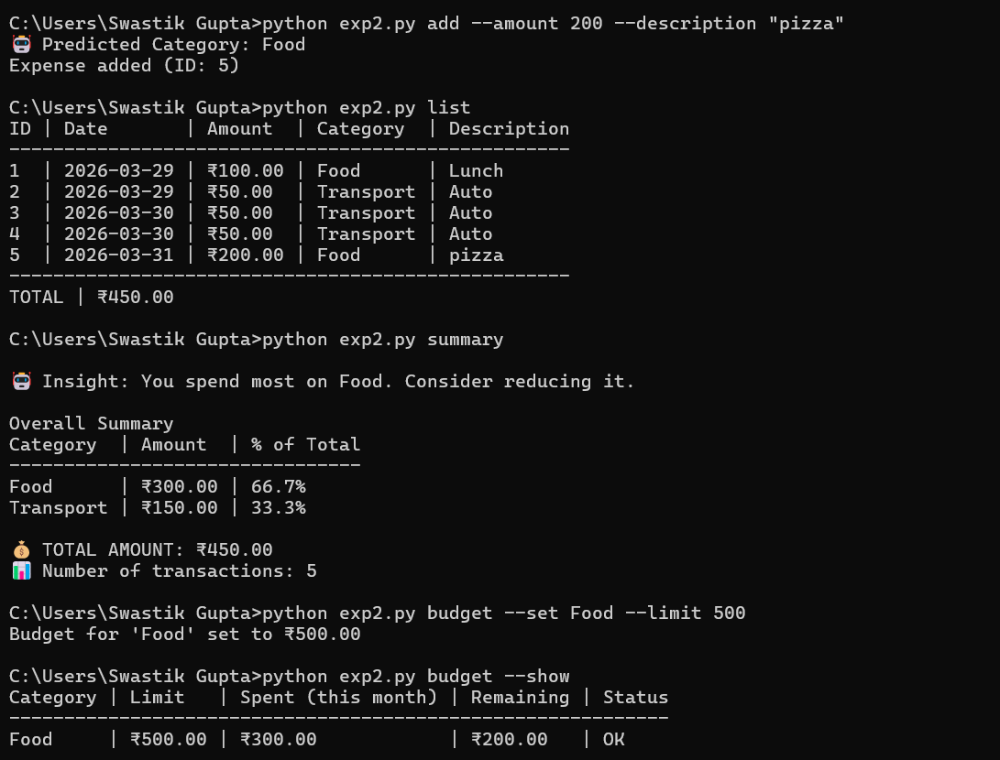 C:\Users\Swastik Gupta>python exp2.py add --amount 200 --description "pizza"
🤖 Predicted Category: Food
Expense added (ID: 5)
C:\Users\Swastik Gupta>python exp2.py list
ID | Date       | Amount  | Category  | Description
---------------------------------------------------
1  | 2026-03-29 | ₹100.00 | Food      | Lunch
2  | 2026-03-29 | ₹50.00  | Transport | Auto
3  | 2026-03-30 | ₹50.00  | Transport | Auto
4  | 2026-03-30 | ₹50.00  | Transport | Auto
5  | 2026-03-31 | ₹200.00 | Food      | pizza
---------------------------------------------------
TOTAL | ₹450.00
C:\Users\Swastik Gupta>python exp2.py summary
🤖 Insight: You spend most on Food. Consider reducing it.
Overall Summary
Category  | Amount  | % of Total
--------------------------------
Food      | ₹300.00 | 66.7%
Transport | ₹150.00 | 33.3%
💰 TOTAL AMOUNT: ₹450.00
📊 Number of transactions: 5
C:\Users\Swastik Gupta>python exp2.py budget --set Food --limit 500
Budget for 'Food' set to ₹500.00
C:\Users\Swastik Gupta>python exp2.py budget --show
Category | Limit   | Spent (this month) | Remaining | Status
------------------------------------------------------------
Food     | ₹500.00 | ₹300.00            | ₹200.00   | OK